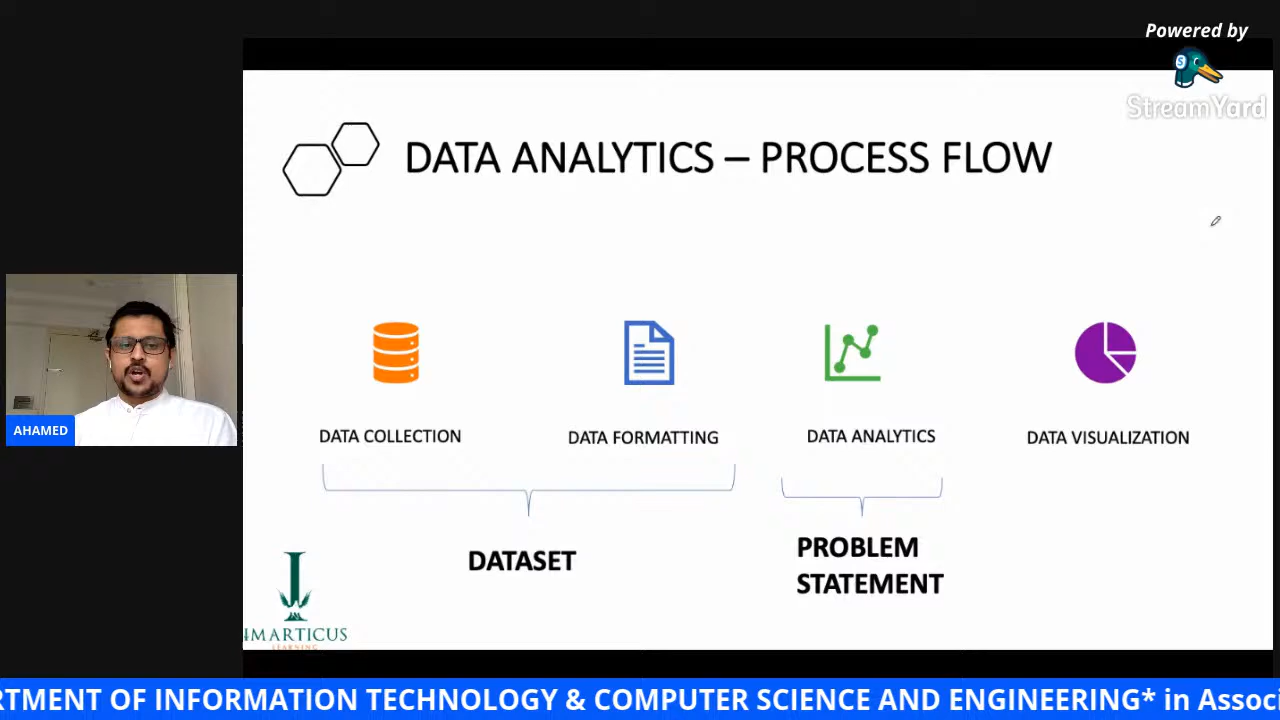 Powered by
StreamYard
DATA ANALYTICS – PROCESS FLOW
AHAMED
DATA COLLECTION
DATA FORMATTING
DATA ANALYTICS
DATA VISUALIZATION
DATASET
PROBLEM
STATEMENT
IMARTICUS
LEARNING
RTMENT OF INFORMATION TECHNOLOGY & COMPUTER SCIENCE AND ENGINEERING* in Associ